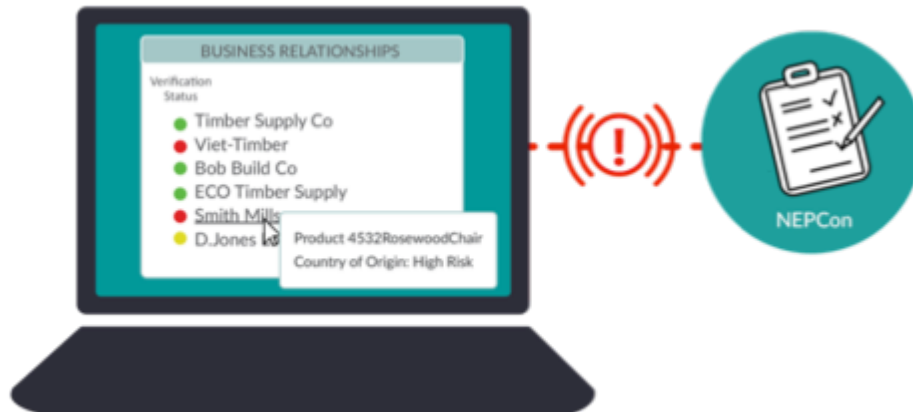 BUSINESS RELATIONSHIPS
Verification
Status
Timber Supply Co
Viet-Timber
Bob Build Co
ECO Timber Supply
Smith Mills
D.Jones
Product 4532RosewoodChair
Country of Origin: High Risk
!
NEPCon